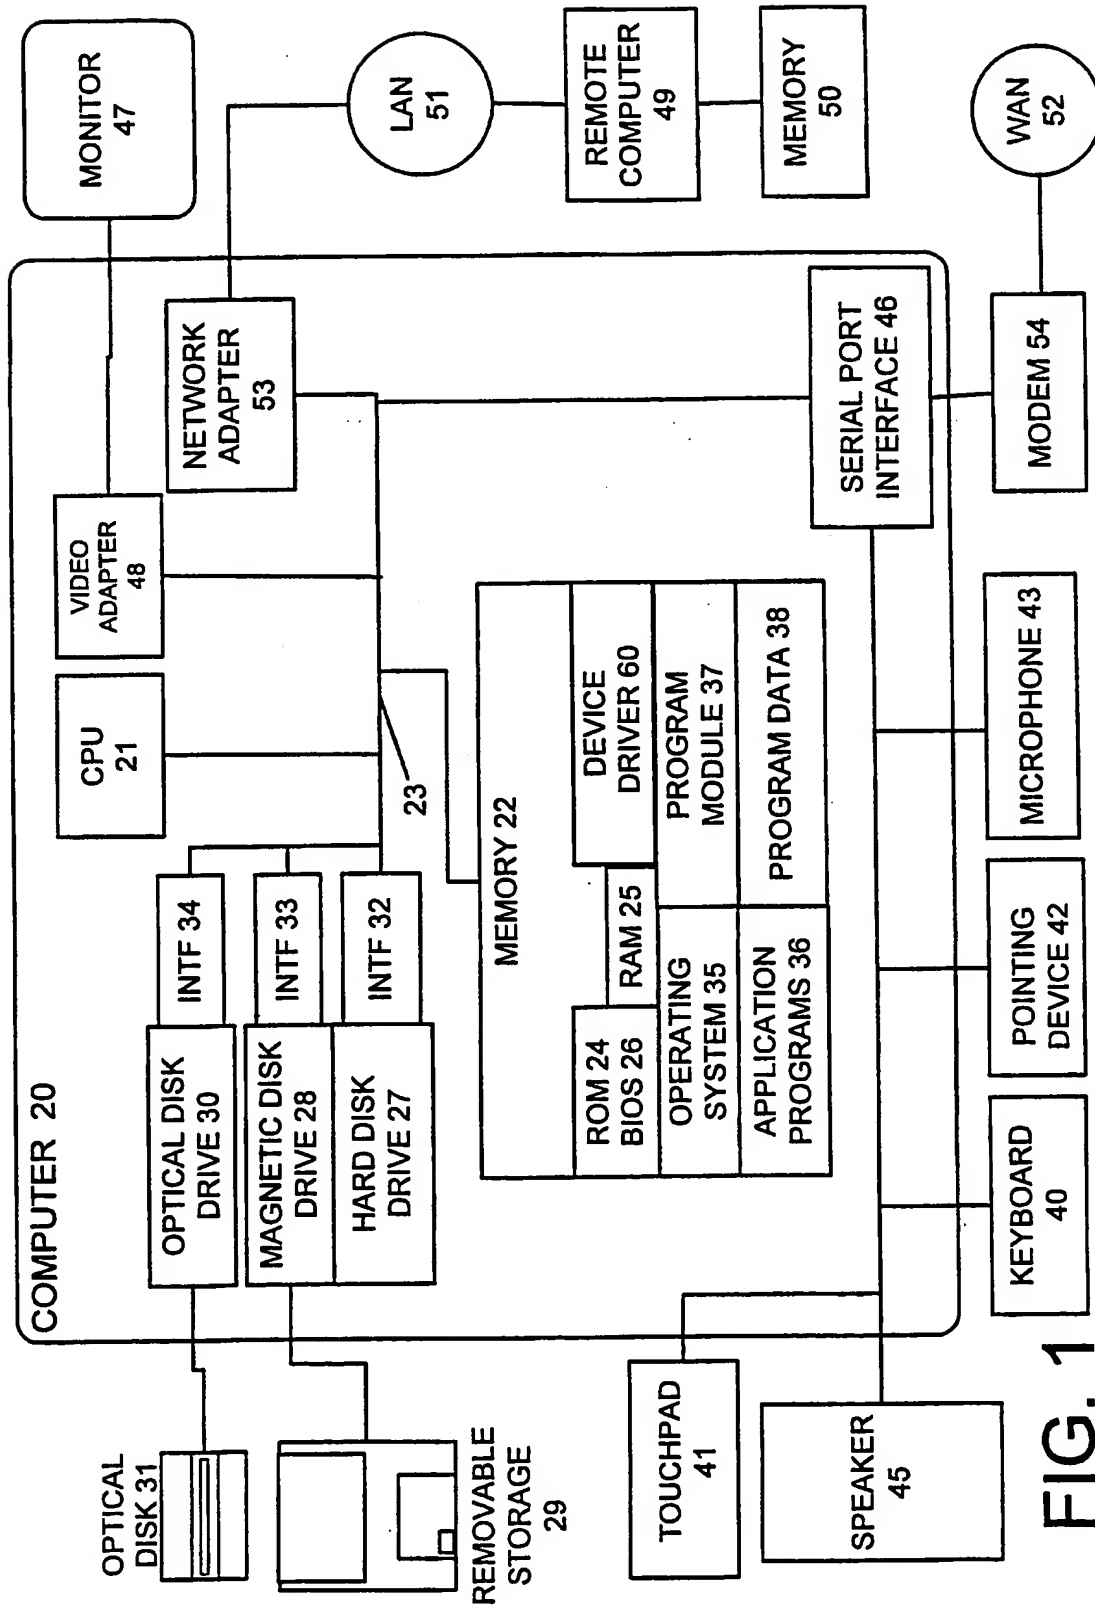 COMPUTER 20
MONITOR
47
VIDEO
ADAPTER
48
CPU
21
NETWORK
ADAPTER
53
LAN
51
REMOTE
COMPUTER
49
MEMORY
50
WAN
52
OPTICAL
DISK 31
OPTICAL DISK
DRIVE 30
INTF 34
MAGNETIC DISK
DRIVE 28
INTF 33
HARD DISK
DRIVE 27
INTF 32
23
REMOVABLE
STORAGE
29
MEMORY 22
ROM 24
BIOS 26
RAM 25
DEVICE
DRIVER 60
OPERATING
SYSTEM 35
PROGRAM
MODULE 37
APPLICATION
PROGRAMS 36
PROGRAM DATA 38
SERIAL PORT
INTERFACE 46
TOUCHPAD
41
SPEAKER
45
KEYBOARD
40
POINTING
DEVICE 42
MICROPHONE 43
MODEM 54
FIG. 1